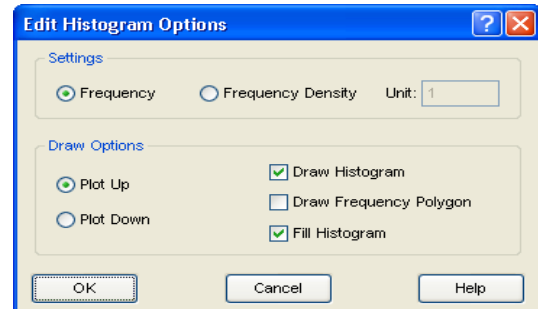 Edit Histogram Options
Settings
Frequency Frequency Density Unit: 1
Draw Options
Plot Up
Plot Down
Draw Histogram
Draw Frequency Polygon
Fill Histogram
OK Cancel Help